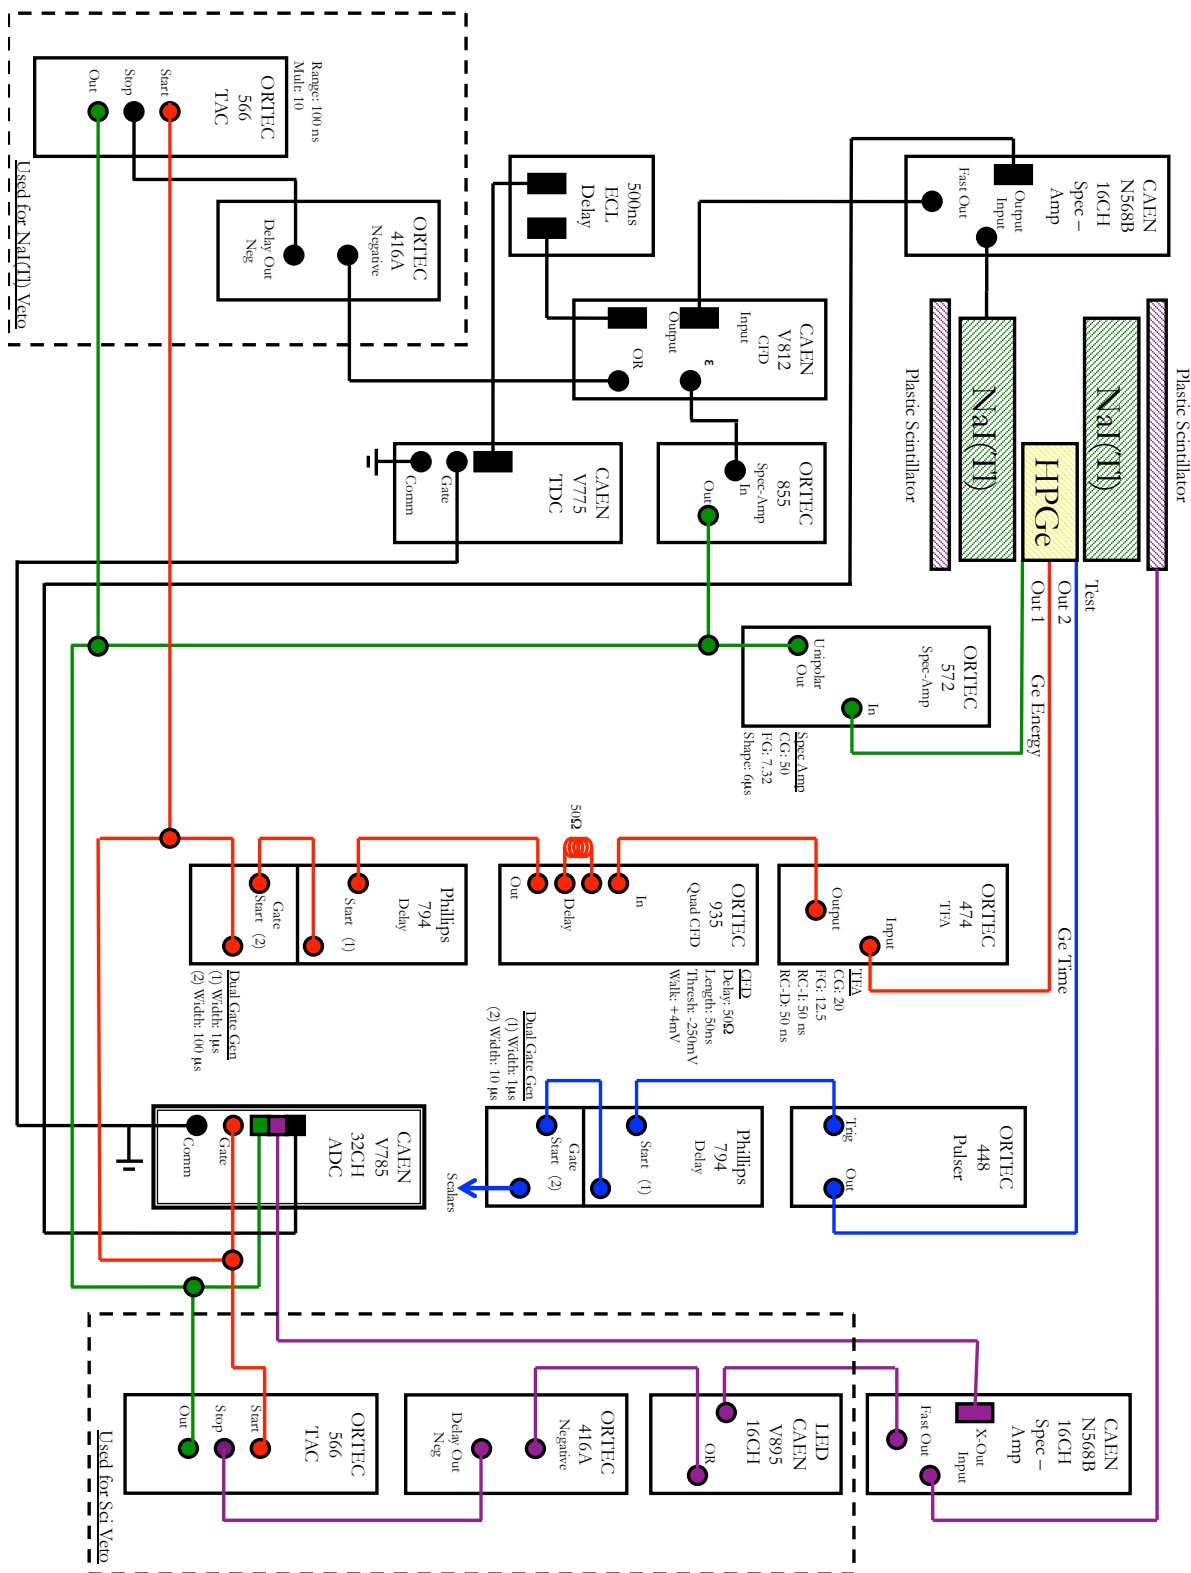 Plastic Scintillator
NaI(Tl)
HPGe
NaI(Tl)
Plastic Scintillator
Test
Out 2
Out 1
Ge Energy
Ge Time
CAEN
N568B
16CH
Spec –
Amp
Output
Input
Fast Out
500ns
ECL
Delay
CAEN
V812
CFD
Input
Output
ε
OR
ORTEC
416A
Negative
Delay Out
Neg
Range: 100 ns
Mult: 10
ORTEC
566
TAC
Start
Stop
Out
Used for NaI(Tl) Veto
ORTEC
855
Spec-Amp
In
Out
CAEN
V775
TDC
Gate
Comm
ORTEC
572
Spec-Amp
In
Unipolar
Out
Spec Amp
CG: 50
FG: 7.32
Shape: 6μs
ORTEC
474
TFA
Input
Output
TFA
CG: 20
FG: 12.5
RC-I: 50 ns
RC-D: 50 ns
ORTEC
935
Quad CFD
In
Delay
Out
50Ω
CFD
Delay: 50Ω
Length: 50ns
Thresh: -250mV
Walk: +4mV
Phillips
794
Delay
Start (1)
Gate
Start (2)
Dual Gate Gen
(1) Width: 1μs
(2) Width: 100 μs
ORTEC
448
Pulser
Trig
Out
Phillips
794
Delay
Start (1)
Gate
Start (2)
Dual Gate Gen
(1) Width: 1μs
(2) Width: 10 μs
Scalars
CAEN
V785
32CH
ADC
Gate
Comm
CAEN
N568B
16CH
Spec –
Amp
X-Out
Input
Fast Out
LED
CAEN
V895
16CH
OR
ORTEC
416A
Negative
Delay Out
Neg
ORTEC
566
TAC
Start
Stop
Out
Used for Sci Veto